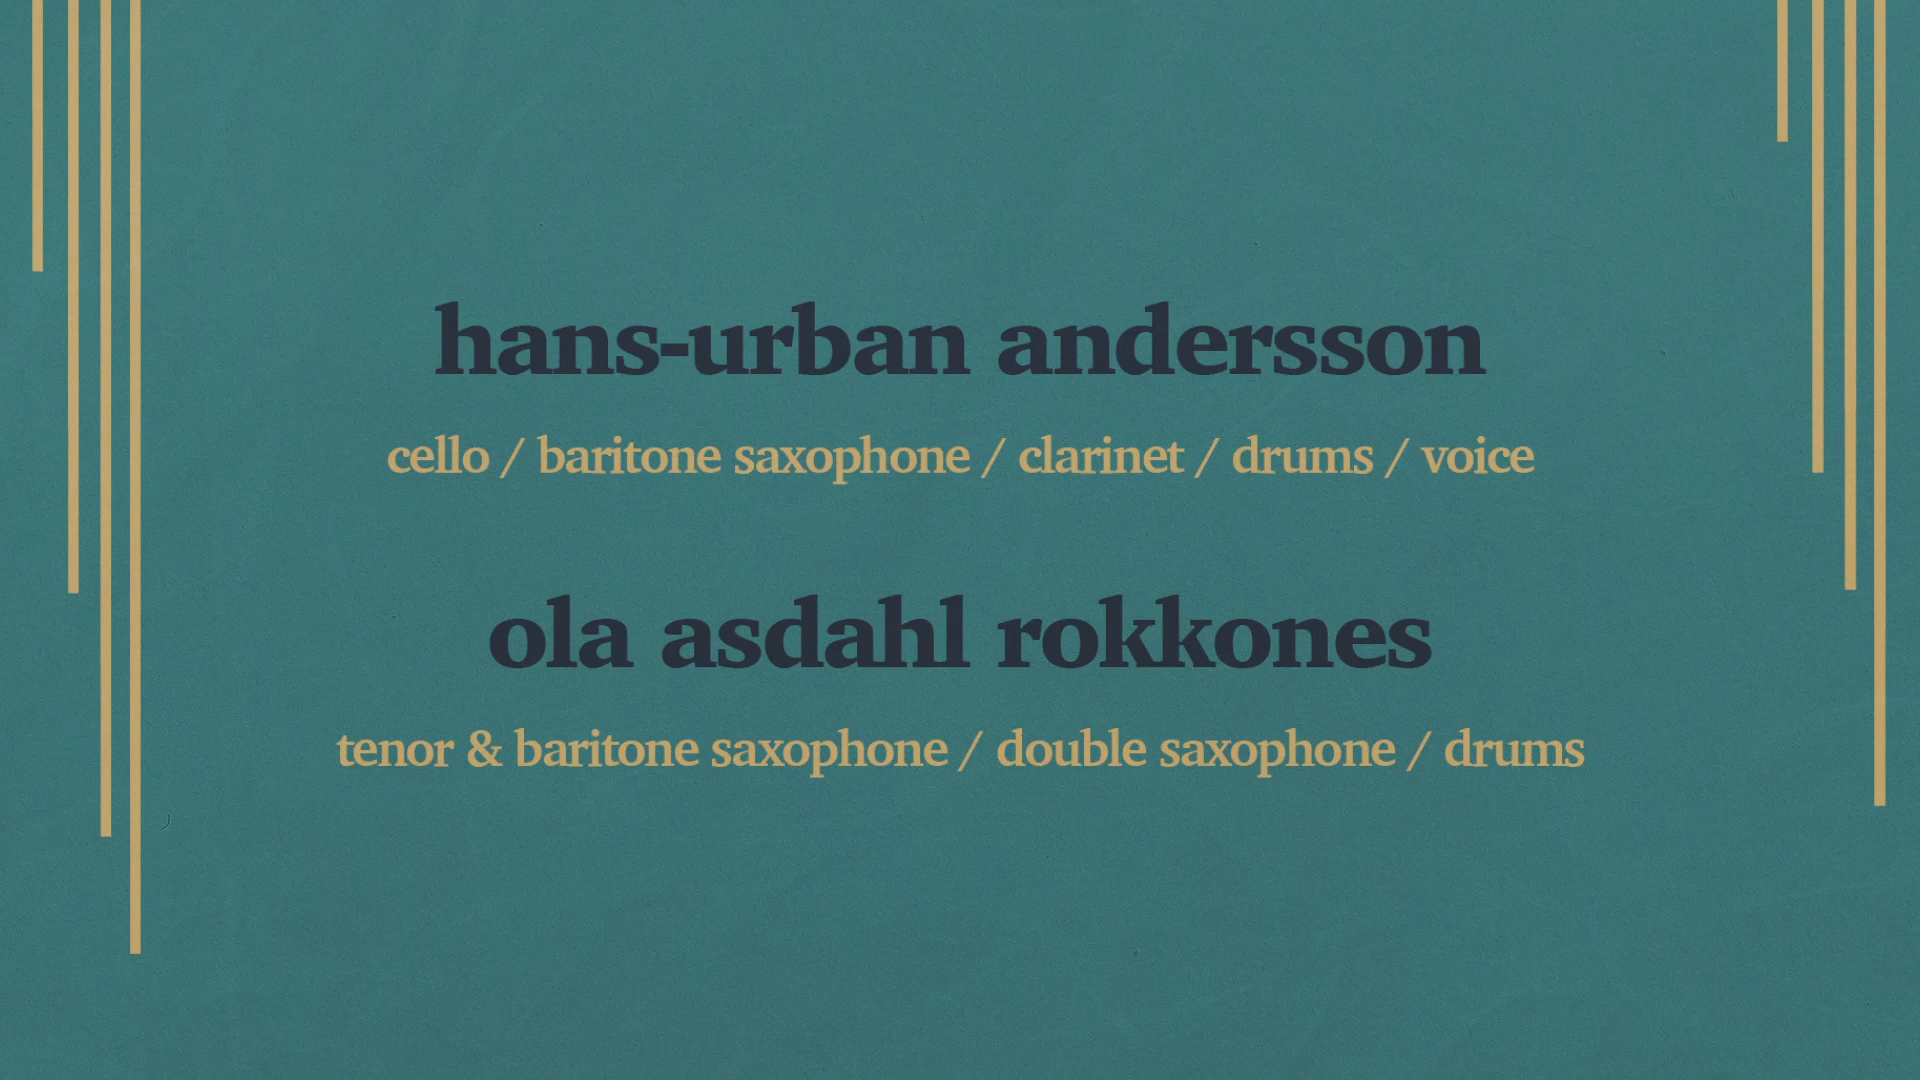 hans-urban andersson
cello / baritone saxophone / clarinet / drums / voice
ola asdahl rokkones
tenor & baritone saxophone / double saxophone / drums